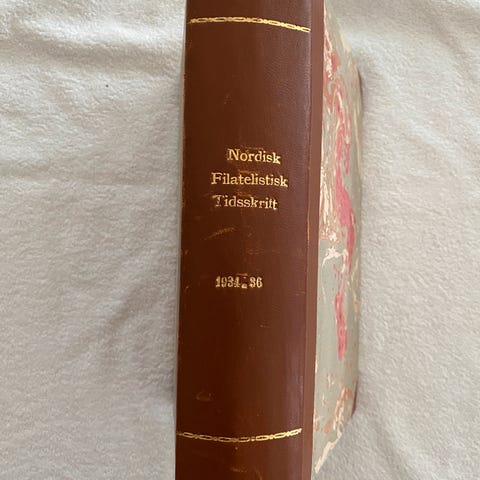 Nordisk
Filatelistisk
Tidsskrift
1934-36